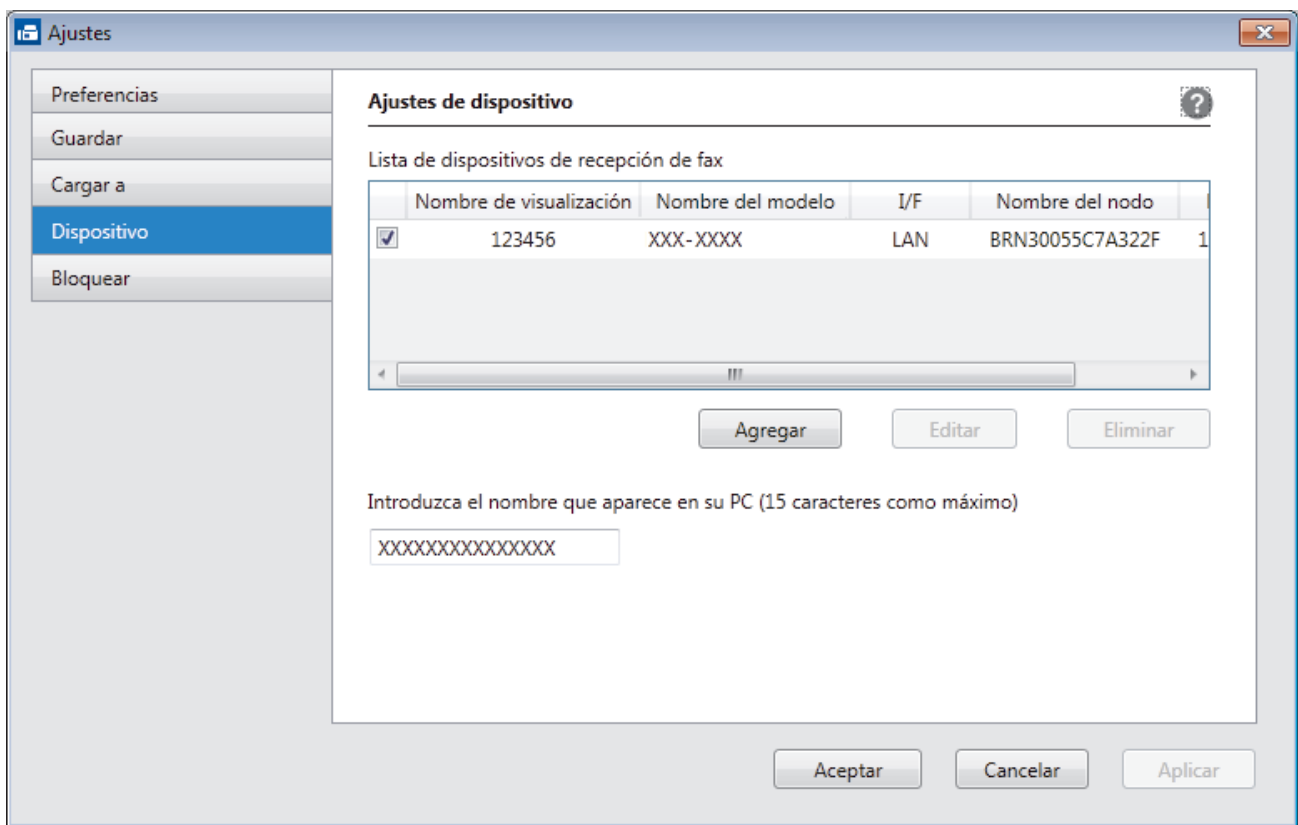 Ajustes
Preferencias
Guardar
Cargar a
Dispositivo
Bloquear
Ajustes de dispositivo
?
Lista de dispositivos de recepción de fax
Nombre de visualización Nombre del modelo I/F Nombre del nodo
123456 XXX-XXXX LAN BRN30055C7A322F 1
Agregar Editar Eliminar
Introduzca el nombre que aparece en su PC (15 caracteres como máximo)
XXXXXXXXXXXXXXX
Aceptar Cancelar Aplicar